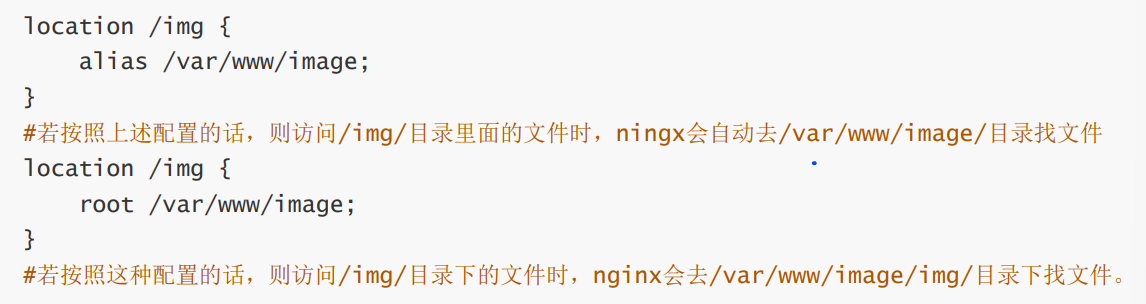 location /img {
    alias /var/www/image;
}
#若按照上述配置的话，则访问/img/目录里面的文件时，ningx会自动去/var/www/image/目录找文件
location /img {
    root /var/www/image;
}
#若按照这种配置的话，则访问/img/目录下的文件时，nginx会去/var/www/image/img/目录下找文件。